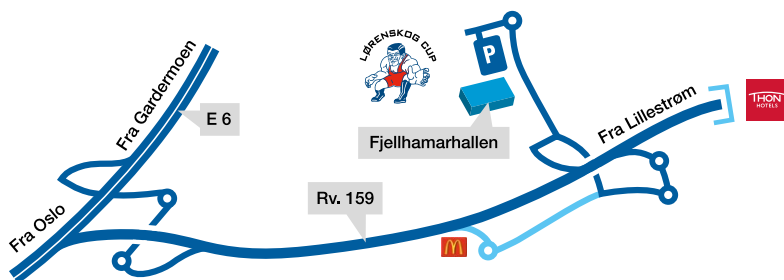 LØRENSKOG CUP
P
Fra Gardermoen
E 6
Fjellhamarhallen
Fra Lillestrøm
THON
HOTELS
Fra Oslo
Rv. 159
M